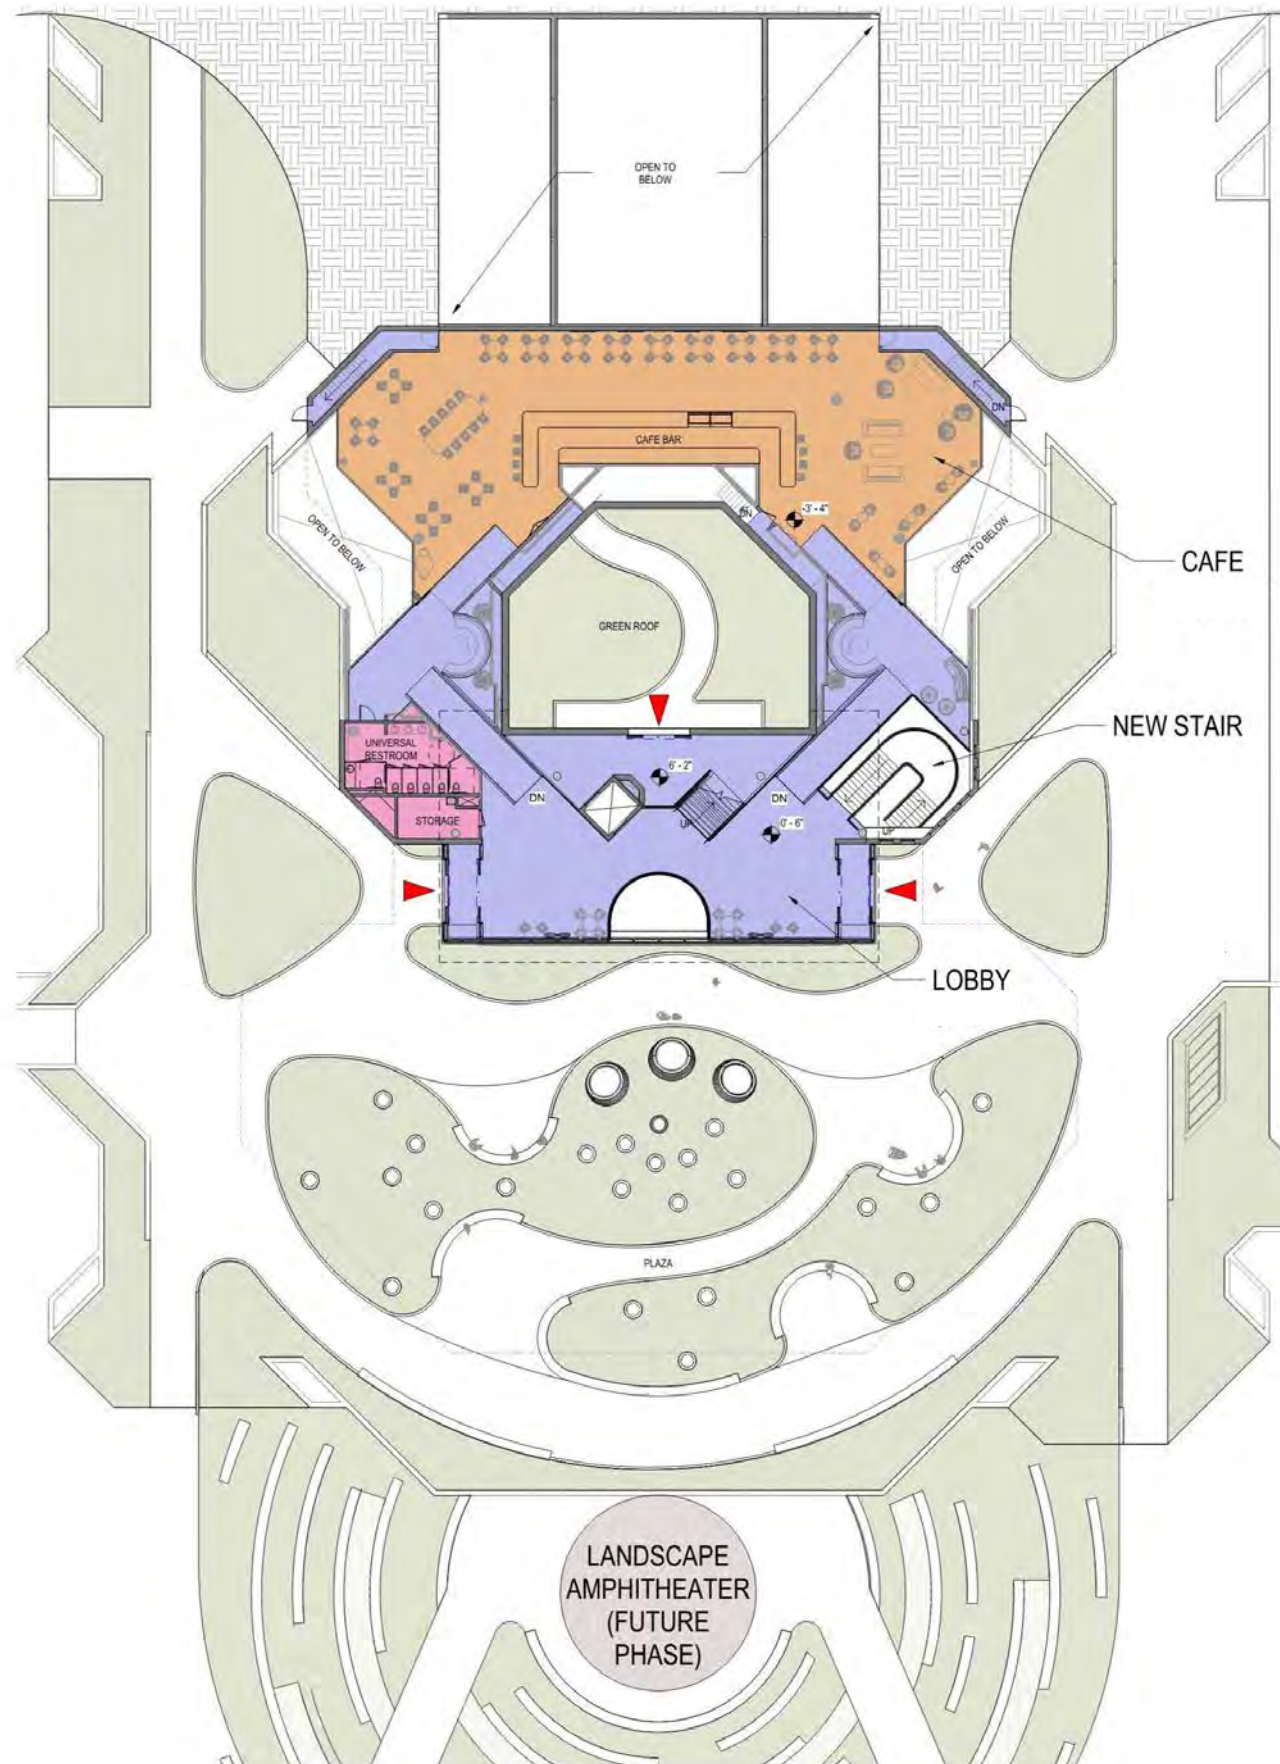 OPEN TO
BELOW
DN
CAFE BAR
DN
-3' - 4"
OPEN TO BELOW
OPEN TO BELOW
CAFE
GREEN ROOF
NEW STAIR
UNIVERSAL
RESTROOM
6' - 2"
DN
DN
STORAGE
UP
0' - 6"
UP
LOBBY
PLAZA
LANDSCAPE
AMPHITHEATER
(FUTURE
PHASE)